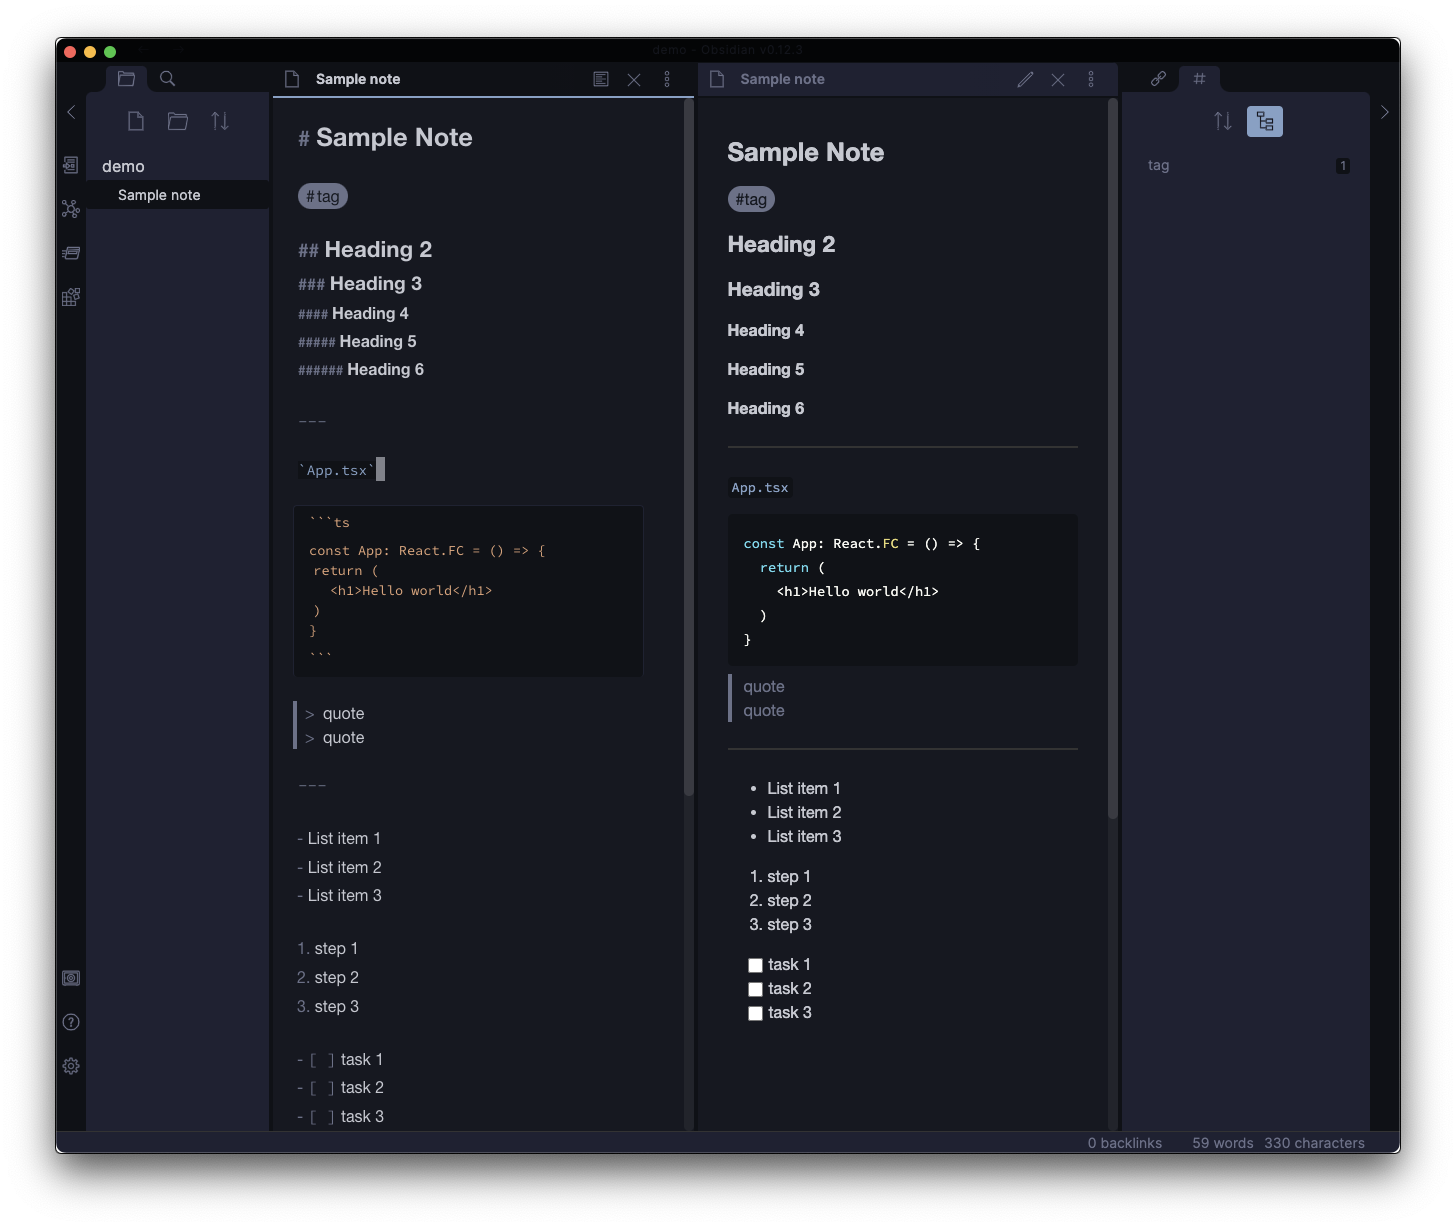 demo - Obsidian v0.12.3
demo
Sample note
Sample note
# Sample Note
#tag
## Heading 2
### Heading 3
#### Heading 4
##### Heading 5
###### Heading 6
---
`App.tsx`
```ts
const App: React.FC = () => {
return (
<h1>Hello world</h1>
)
}
```
> quote
> quote
---
- List item 1
- List item 2
- List item 3
1. step 1
2. step 2
3. step 3
- [ ] task 1
- [ ] task 2
- [ ] task 3
Sample note
Sample Note
#tag
Heading 2
Heading 3
Heading 4
Heading 5
Heading 6
App.tsx
const App: React.FC = () => {
return (
<h1>Hello world</h1>
)
}
quote
quote
• List item 1
• List item 2
• List item 3
1. step 1
2. step 2
3. step 3
task 1
task 2
task 3
#
tag 1
0 backlinks 59 words 330 characters